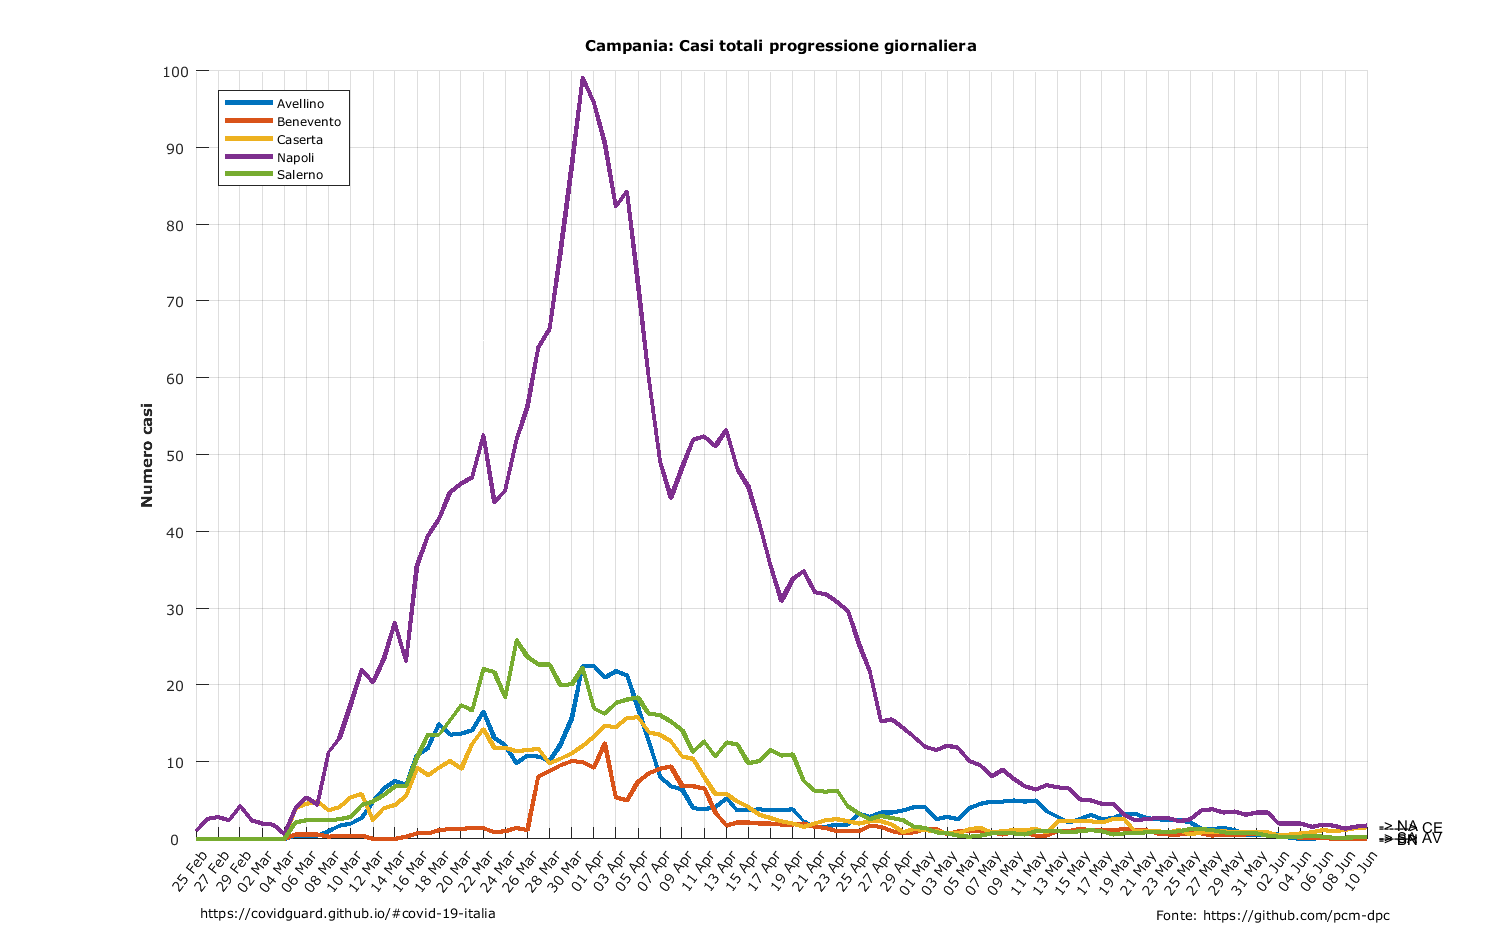 Campania: Casi totali progressione giornaliera
100
90
80
70
60
50
40
30
20
10
0
Numero casi
Avellino
Benevento
Caserta
Napoli
Salerno
25 Feb
27 Feb
29 Feb
02 Mar
04 Mar
06 Mar
08 Mar
10 Mar
12 Mar
14 Mar
16 Mar
18 Mar
20 Mar
22 Mar
24 Mar
26 Mar
28 Mar
30 Mar
01 Apr
03 Apr
05 Apr
07 Apr
09 Apr
11 Apr
13 Apr
15 Apr
17 Apr
19 Apr
21 Apr
23 Apr
25 Apr
27 Apr
29 Apr
01 May
03 May
05 May
07 May
09 May
11 May
13 May
15 May
17 May
19 May
21 May
23 May
25 May
27 May
29 May
31 May
02 Jun
04 Jun
06 Jun
08 Jun
10 Jun
-> NA
CE
AV
https://covidguard.github.io/#covid-19-italia
Fonte: https://github.com/pcm-dpc